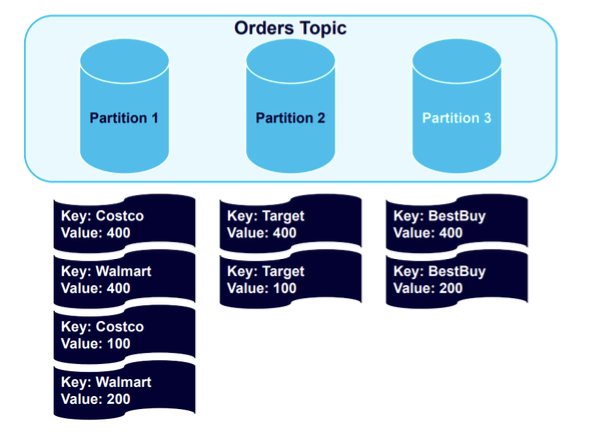 Orders Topic
Partition 1
Partition 2
Partition 3
Key: Costco
Value: 400
Key: Walmart
Value: 400
Key: Costco
Value: 100
Key: Walmart
Value: 200
Key: Target
Value: 400
Key: Target
Value: 100
Key: BestBuy
Value: 400
Key: BestBuy
Value: 200